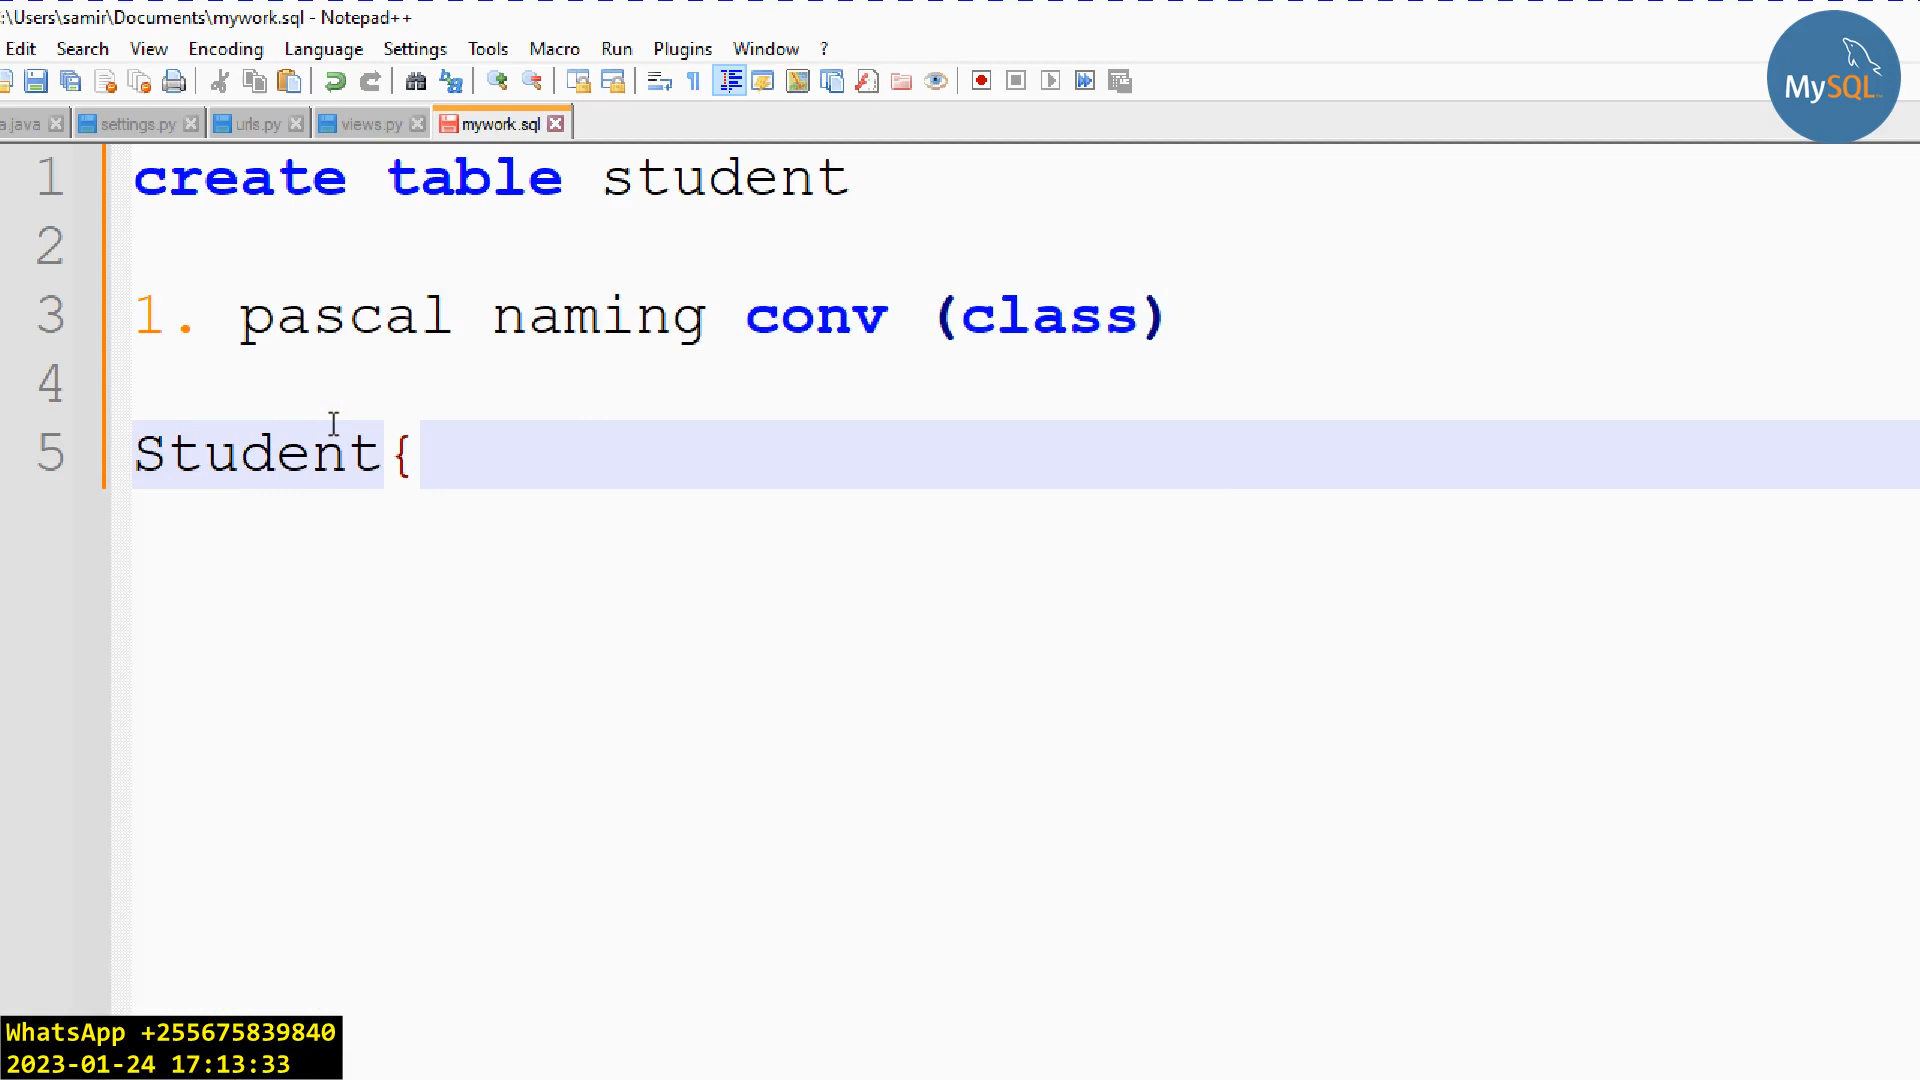 :\Users\samir\Documents\mywork.sql - Notepad++
Edit Search View Encoding Language Settings Tools Macro Run Plugins Window ?
a.java settings.py urls.py views.py mywork.sql
MySQL
1 create table student
2
3 1. pascal naming conv (class)
4
5 Student{
WhatsApp +255675839840
2023-01-24 17:13:33